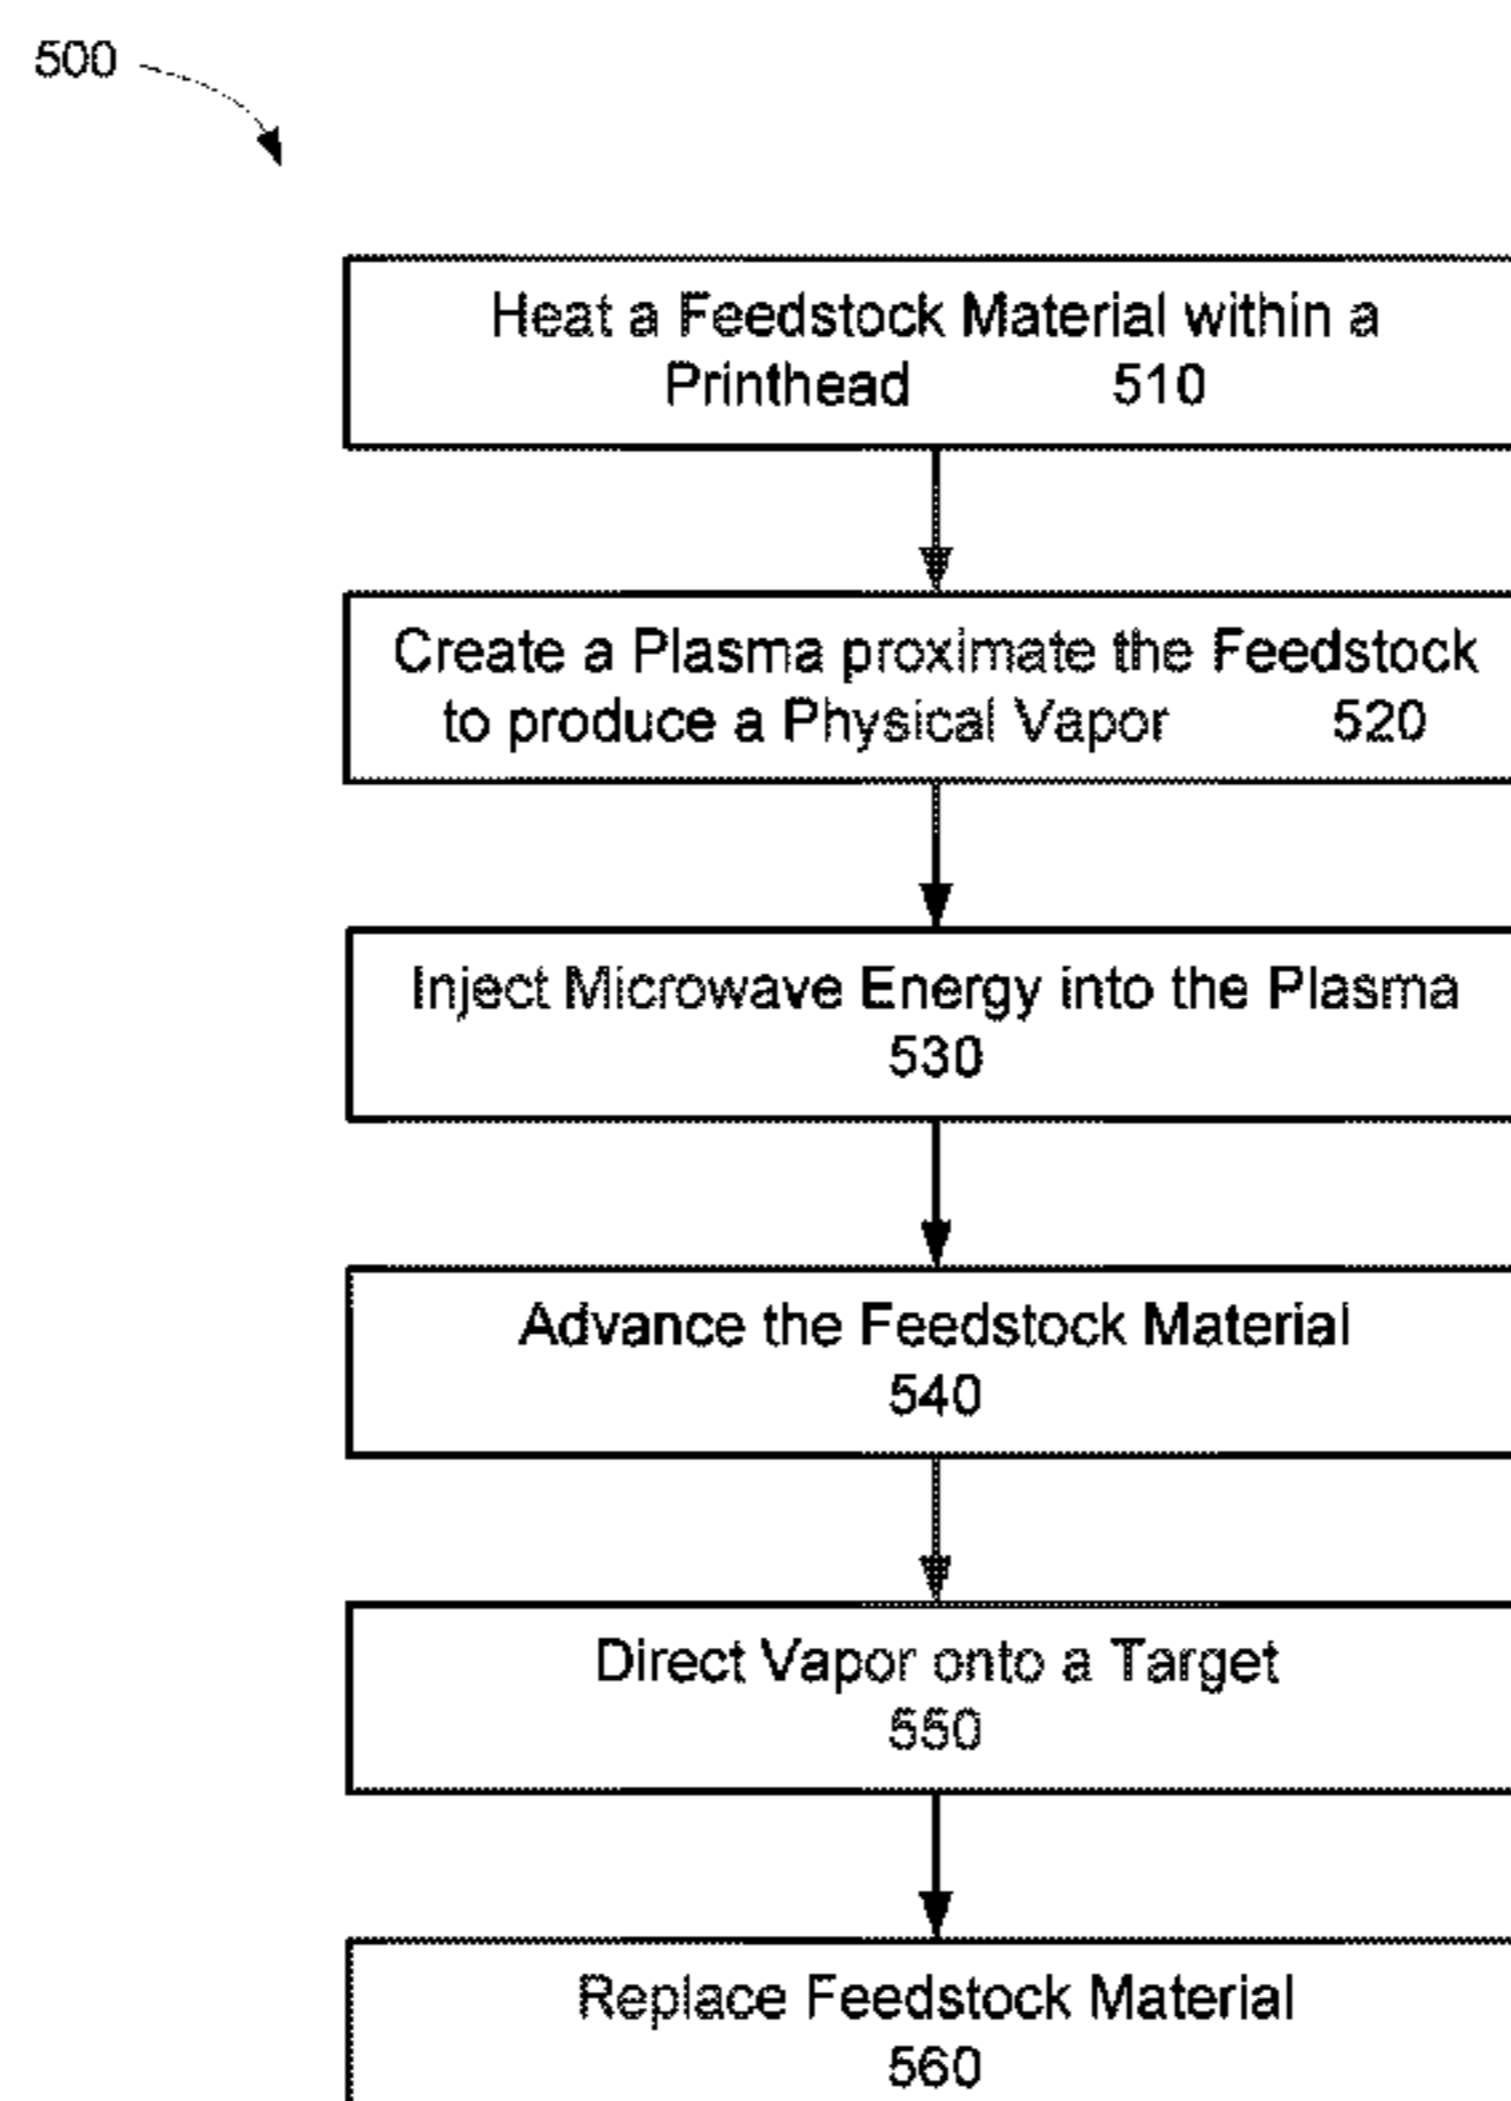 500
Heat a Feedstock Material within a
Printhead 510
Create a Plasma proximate the Feedstock
to produce a Physical Vapor 520
Inject Microwave Energy into the Plasma
530
Advance the Feedstock Material
540
Direct Vapor onto a Target
550
Replace Feedstock Material
560